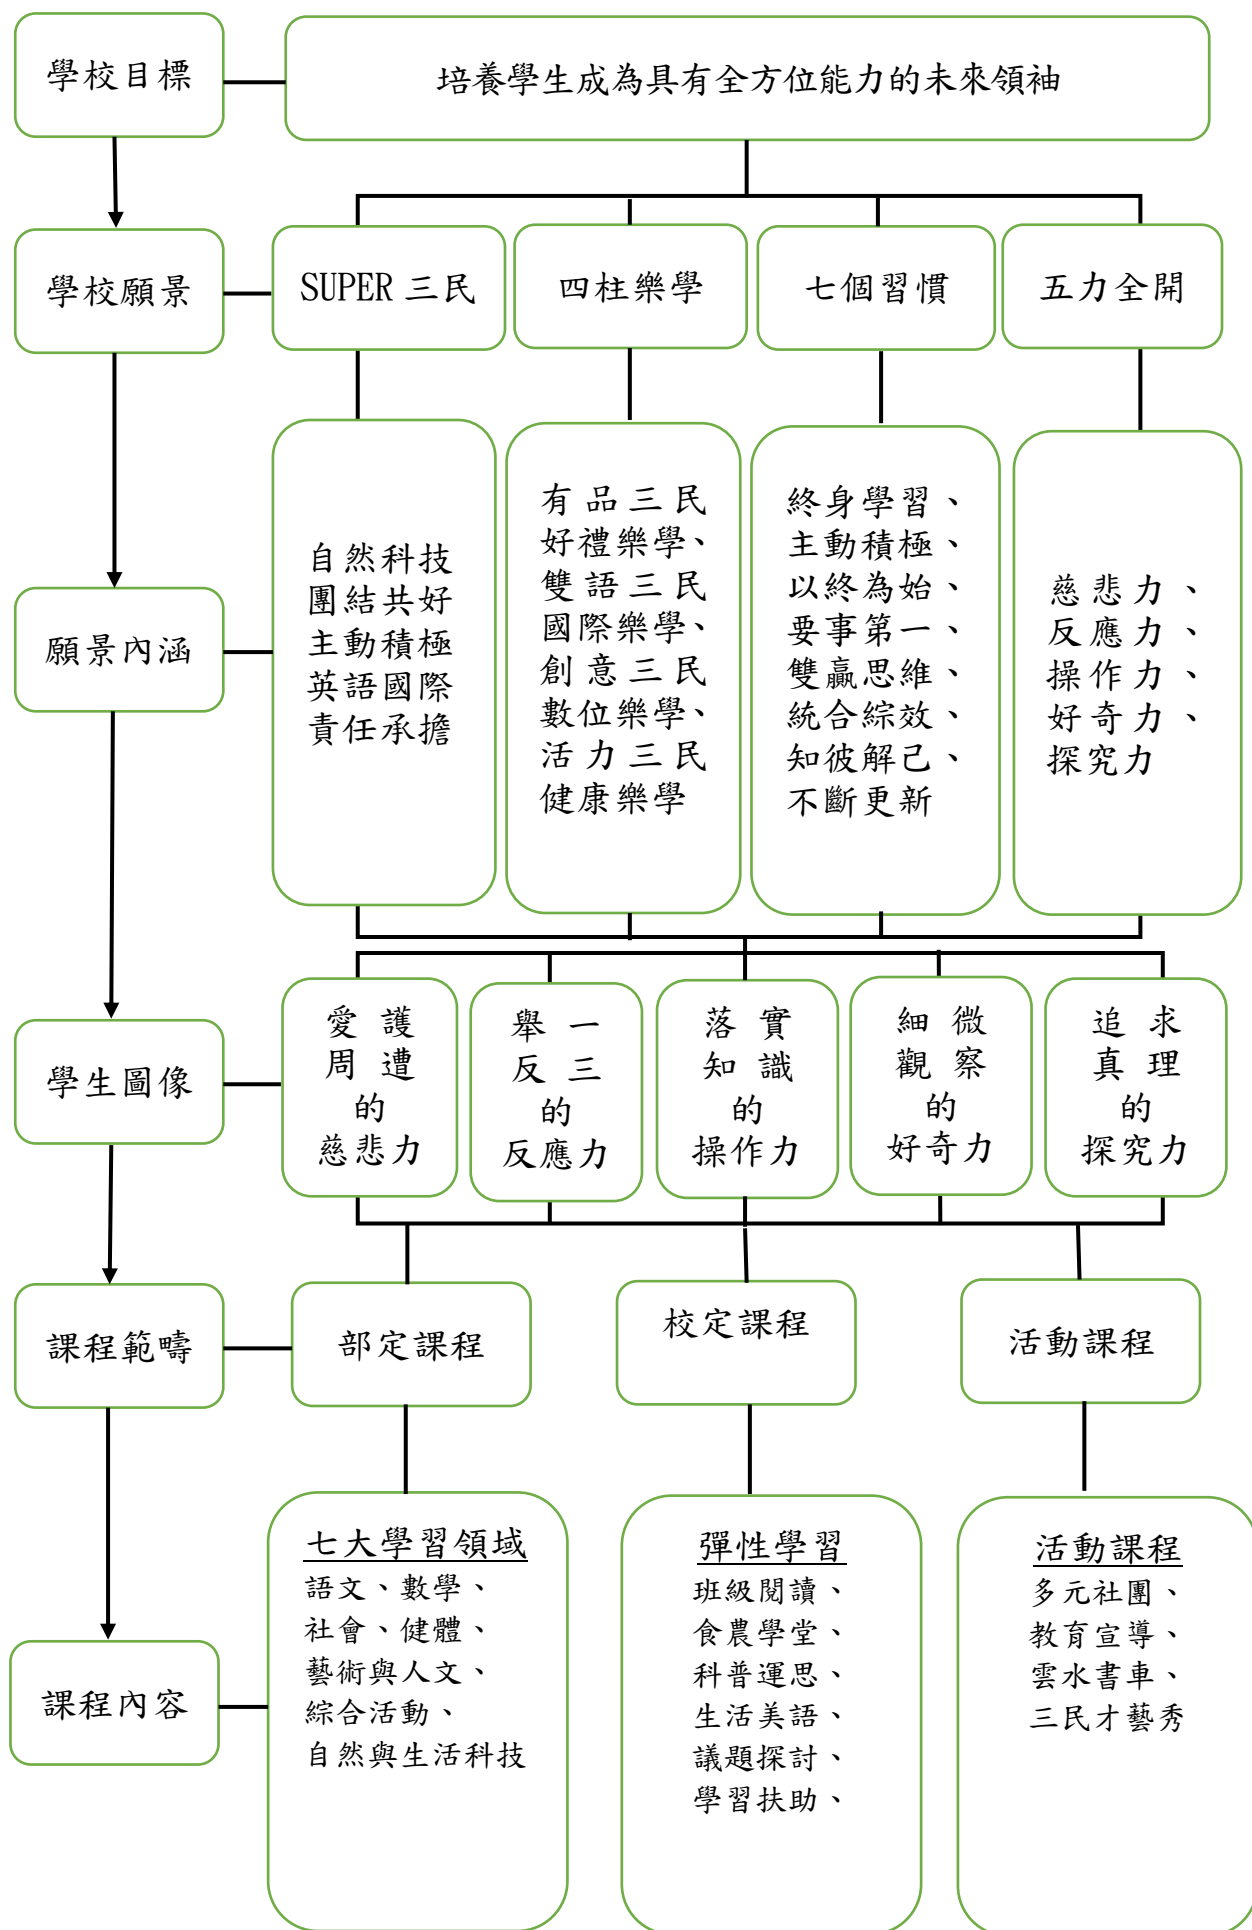 學校目標
培養學生成為具有全方位能力的未來領袖
學校願景
SUPER 三民
四柱樂學
七個習慣
五力全開
願景內涵
自然科技
團結共好
主動積極
英語國際
責任承擔
有品三民
好禮樂學、
雙語三民
國際樂學、
創意三民
數位樂學、
活力三民
健康樂學
終身學習、
主動積極、
以終為始、
要事第一、
雙贏思維、
統合綜效、
知彼解己、
不斷更新
慈悲力、
反應力、
操作力、
好奇力、
探究力
學生圖像
愛護
周遭
的
慈悲力
舉一
反三
的
反應力
落實
知識
的
操作力
細微
觀察
的
好奇力
追求
真理
的
探究力
課程範疇
部定課程
校定課程
活動課程
課程內容
七大學習領域
語文、數學、
社會、健體、
藝術與人文、
綜合活動、
自然與生活科技
彈性學習
班級閱讀、
食農學堂、
科普運思、
生活美語、
議題探討、
學習扶助、
活動課程
多元社團、
教育宣導、
雲水書車、
三民才藝秀